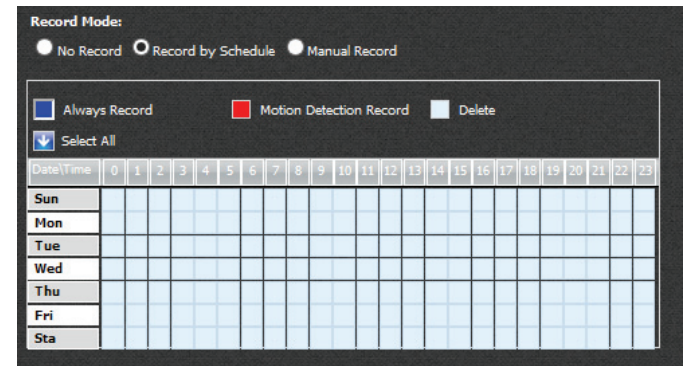 Record Mode:
No Record Record by Schedule Manual Record
Always Record Motion Detection Record Delete
Select All
Date\Time 0 1 2 3 4 5 6 7 8 9 10 11 12 13 14 15 16 17 18 19 20 21 22 23
Sun
Mon
Tue
Wed
Thu
Fri
Sta